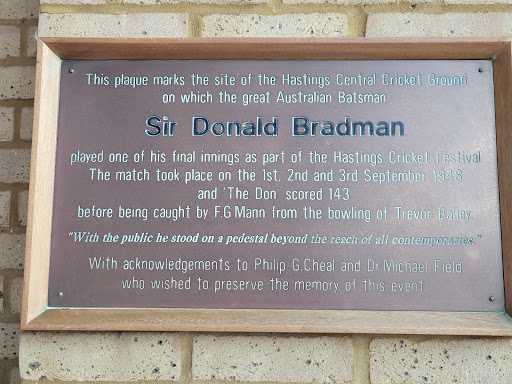 This plaque marks the site of the Hastings Central Cricket Ground
on which the great Australian Batsman
Sir Donald Bradman
played one of his final innings as part of the Hastings Cricket Festival
The match took place on the 1st, 2nd and 3rd September 1948
and 'The Don' scored 143
before being caught by F.G Mann from the bowling of Trevor Bailey.
"With the public he stood on a pedestal beyond the reach of all contemporaries."
With acknowledgements to Philip G.Cheal and Dr Michael Field
who wished to preserve the memory of this event